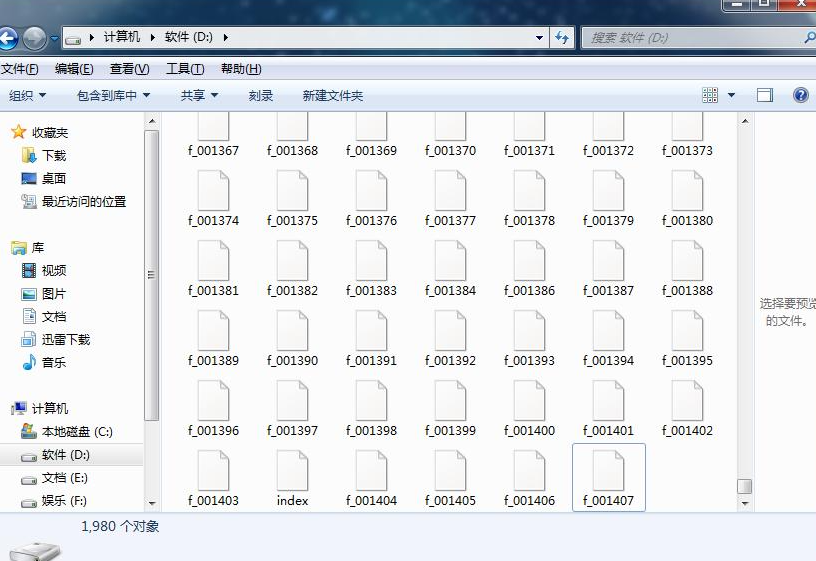 计算机 软件 (D:)
搜索 软件 (D:)
文件(F) 编辑(E) 查看(V) 工具(T) 帮助(H)
组织 包含到库中 共享 刻录 新建文件夹
收藏夹
下载
桌面
最近访问的位置
库
视频
图片
文档
迅雷下载
音乐
计算机
本地磁盘 (C:)
软件 (D:)
文档 (E:)
娱乐 (F:)
f_001367 f_001368 f_001369 f_001370 f_001371 f_001372 f_001373
f_001374 f_001375 f_001376 f_001377 f_001378 f_001379 f_001380
f_001381 f_001382 f_001383 f_001384 f_001386 f_001387 f_001388
f_001389 f_001390 f_001391 f_001392 f_001393 f_001394 f_001395
f_001396 f_001397 f_001398 f_001399 f_001400 f_001401 f_001402
f_001403 index f_001404 f_001405 f_001406 f_001407
选择要预览
的文件。
1,980 个对象